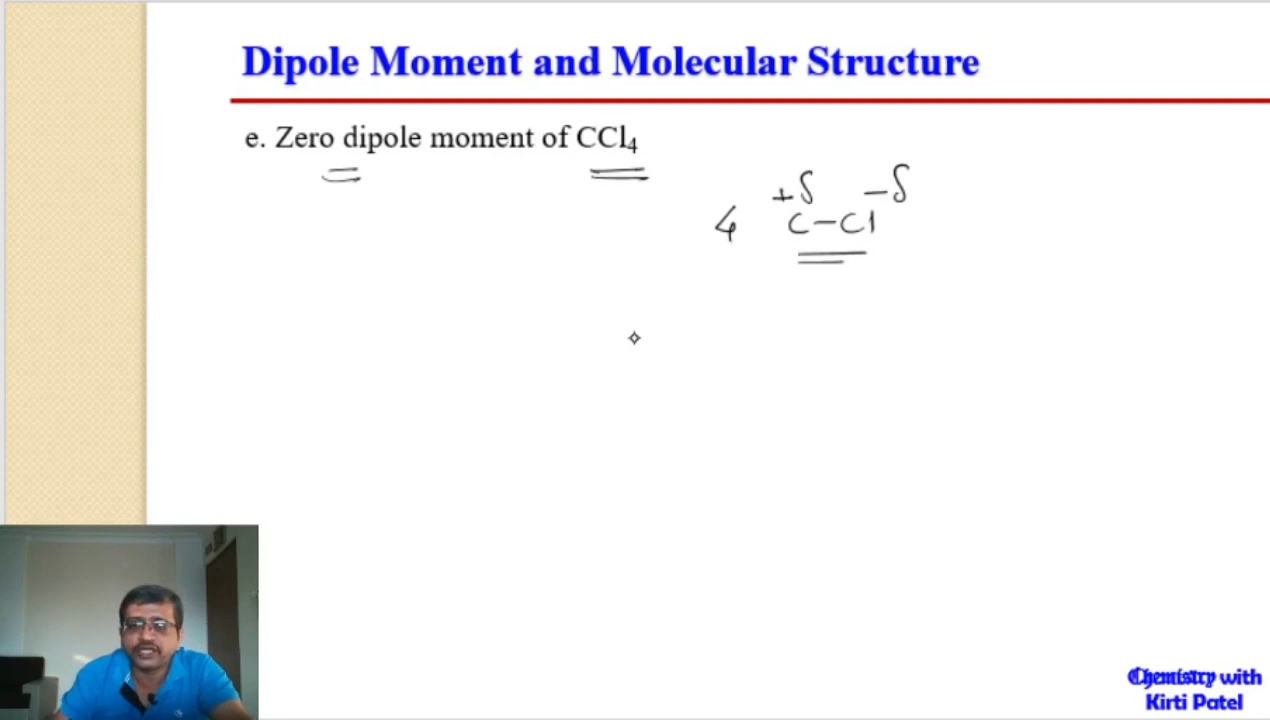 Dipole Moment and Molecular Structure
e. Zero dipole moment of CCl₄
+δ −δ
4 C−Cl
Chemistry with
Kirti Patel